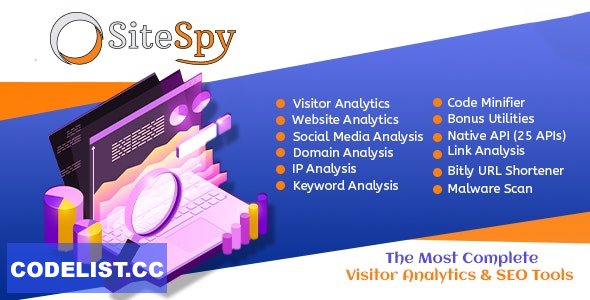 SiteSpy
Visitor Analytics
Website Analytics
Social Media Analysis
Domain Analysis
IP Analysis
Keyword Analysis
Code Minifier
Bonus Utilities
Native API (25 APIs)
Link Analysis
Bitly URL Shortener
Malware Scan
The Most Complete
Visitor Analytics & SEO Tools
CODELIST.CC